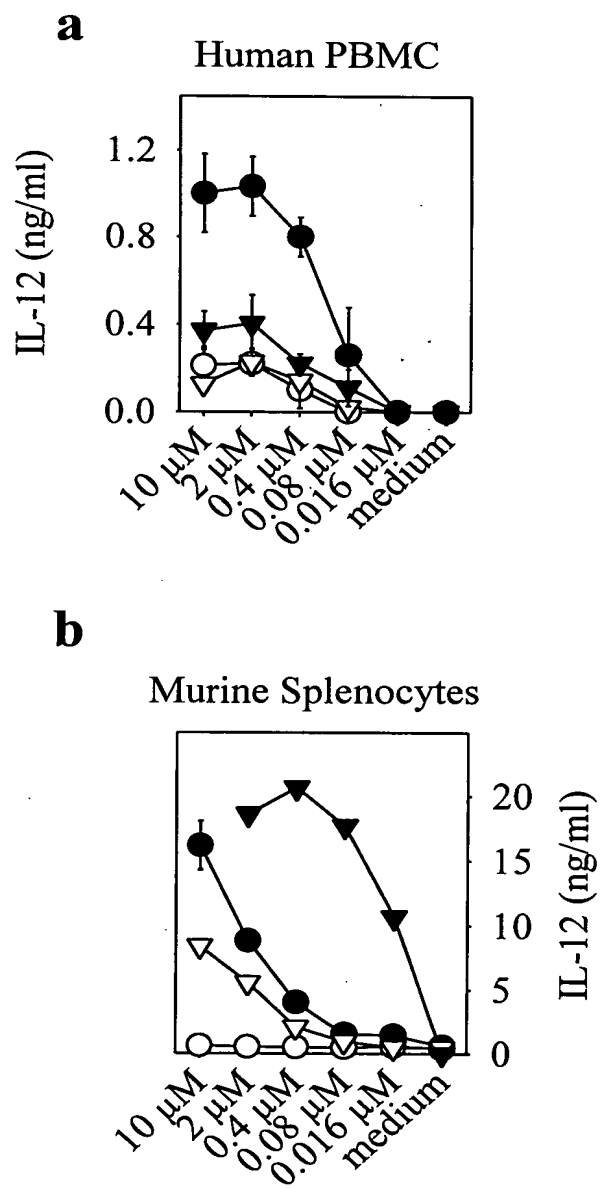 a
Human PBMC
IL-12 (ng/ml)
1.2
0.8
0.4
0.0
10 μM
2 μM
0.4 μM
0.08 μM
0.016 μM
medium
b
Murine Splenocytes
20
15
10
5
0
IL-12 (ng/ml)
10 μM
2 μM
0.4 μM
0.08 μM
0.016 μM
medium